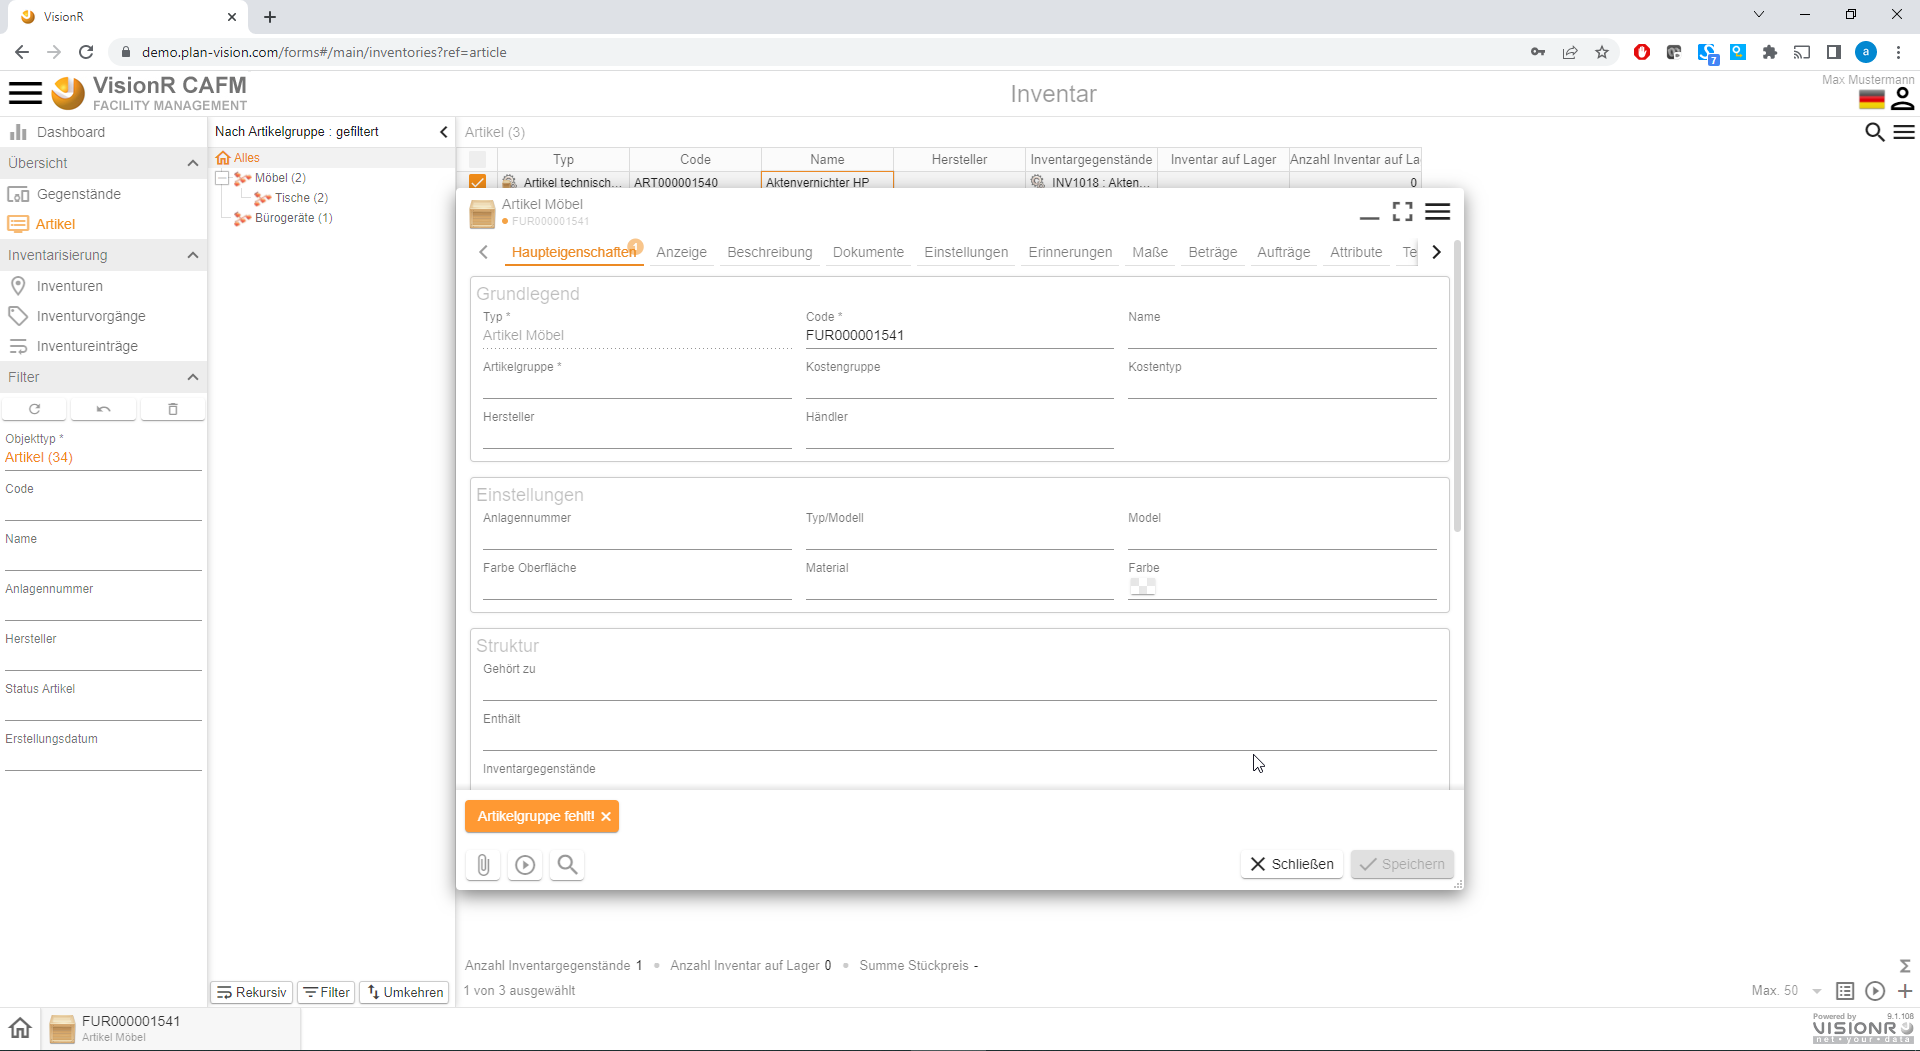 VisionR
demo.plan-vision.com/forms#/main/inventories?ref=article
7
a
VisionR CAFM
FACILITY MANAGEMENT
Inventar
Max Mustermann
Dashboard
Übersicht
Gegenstände
Artikel
Inventarisierung
Inventuren
Inventurvorgänge
Inventureinträge
Filter
Objekttyp *
Artikel (34)
Code
Name
Anlagennummer
Hersteller
Status Artikel
Erstellungsdatum
Nach Artikelgruppe : gefiltert
Alles
Möbel (2)
Tische (2)
Bürogeräte (1)
Rekursiv
Filter
Umkehren
Artikel (3)
Typ Code Name Hersteller Inventargegenstände Inventar auf Lager Anzahl Inventar auf La
Artikel technisch... ART000001540 Aktenvernichter HP INV1018 : Akten... 0
Artikel Möbel
FUR000001541
Haupteigenschaften 1 Anzeige Beschreibung Dokumente Einstellungen Erinnerungen Maße Beträge Aufträge Attribute Te
Grundlegend
Typ * Code * Name
Artikel Möbel FUR000001541
Artikelgruppe * Kostengruppe Kostentyp
Hersteller Händler
Einstellungen
Anlagennummer Typ/Modell Model
Farbe Oberfläche Material Farbe
Struktur
Gehört zu
Enthält
Inventargegenstände
Artikelgruppe fehlt!
Schließen Speichern
Anzahl Inventargegenstände 1 • Anzahl Inventar auf Lager 0 • Summe Stückpreis -
1 von 3 ausgewählt
Max. 50
FUR000001541
Artikel Möbel
Powered by 9.1.108
VISIONR
net • your • data